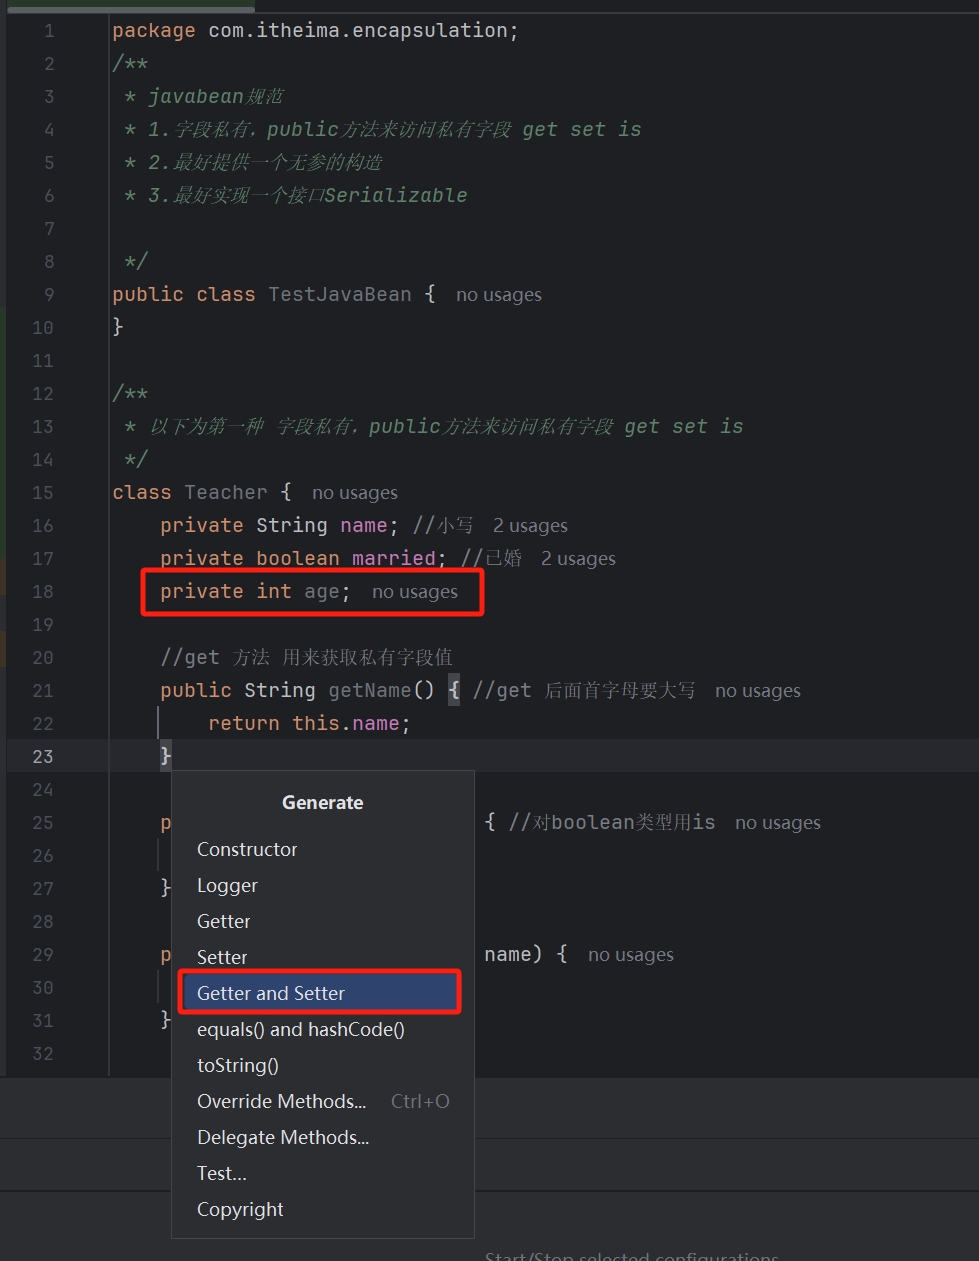 1 package com.itheima.encapsulation;
2 /**
3 * javabean规范
4 * 1.字段私有，public方法来访问私有字段 get set is
5 * 2.最好提供一个无参的构造
6 * 3.最好实现一个接口Serializable
7
8 */
9 public class TestJavaBean { no usages
10 }
11
12 /**
13 * 以下为第一种 字段私有，public方法来访问私有字段 get set is
14 */
15 class Teacher { no usages
16 private String name; //小写 2 usages
17 private boolean married; //已婚 2 usages
18 private int age; no usages
19
20 //get 方法 用来获取私有字段值
21 public String getName() { //get 后面首字母要大写 no usages
22 return this.name;
23 }
24
25 p { //对boolean类型用is no usages
26
27 }
28
29 p name) { no usages
30
31 }
32
Generate
Constructor
Logger
Getter
Setter
Getter and Setter
equals() and hashCode()
toString()
Override Methods... Ctrl+O
Delegate Methods...
Test...
Copyright
Start/Stop selected configurations